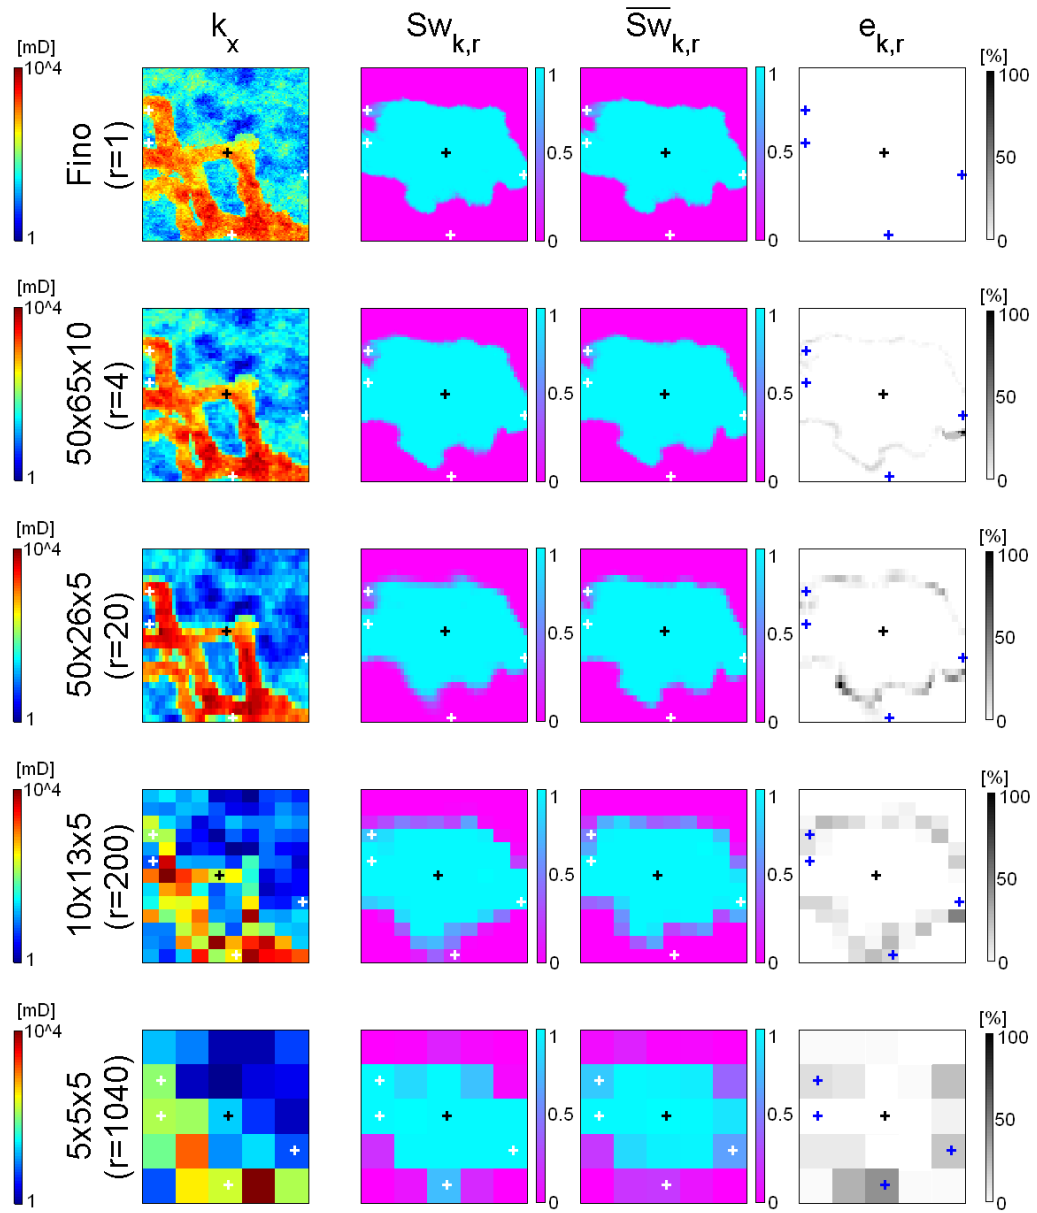 k_x Sw_k,r S̅w̅_k,r e_k,r
[mD] 10^4 1
Fino
(r=1)
1 0.5 0
1 0.5 0
[%] 100 50 0
[mD] 10^4 1
50x65x10
(r=4)
1 0.5 0
1 0.5 0
[%] 100 50 0
[mD] 10^4 1
50x26x5
(r=20)
1 0.5 0
1 0.5 0
[%] 100 50 0
[mD] 10^4 1
10x13x5
(r=200)
1 0.5 0
1 0.5 0
[%] 100 50 0
[mD] 10^4 1
5x5x5
(r=1040)
1 0.5 0
1 0.5 0
[%] 100 50 0